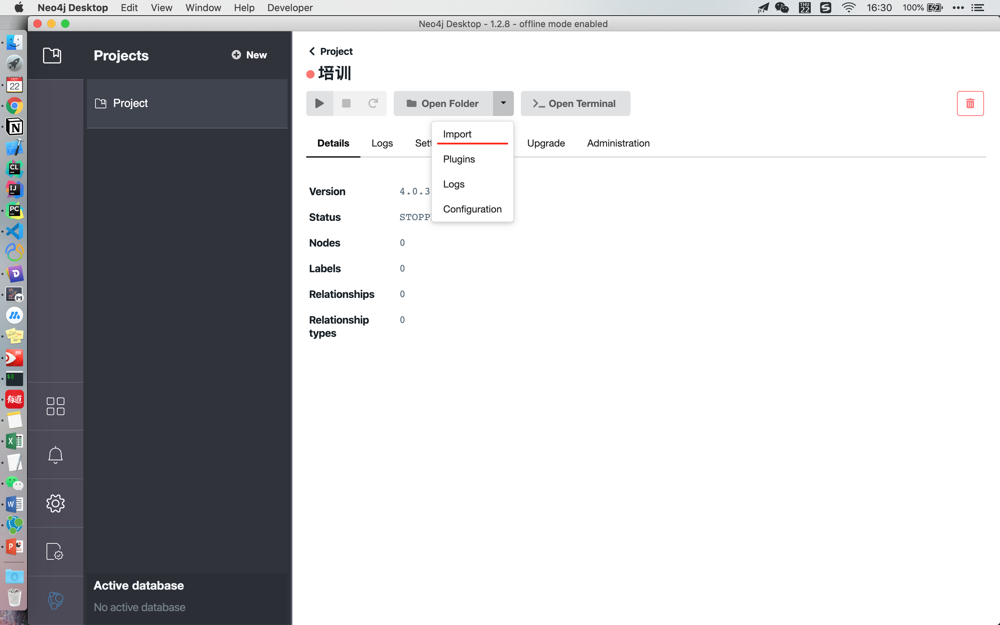 Neo4j Desktop Edit View Window Help Developer
THU 22 16:30 100%
Neo4j Desktop - 1.2.8 - offline mode enabled
Projects
New
Project
Active database
No active database
Project
培训
Open Folder
Open Terminal
Import
Plugins
Logs
Configuration
Details Logs Sett Upgrade Administration
Version 4.0.3
Status STOPP
Nodes 0
Labels 0
Relationships 0
Relationship types 0
OCT
22
CL
IJ
PC
PDF
有道